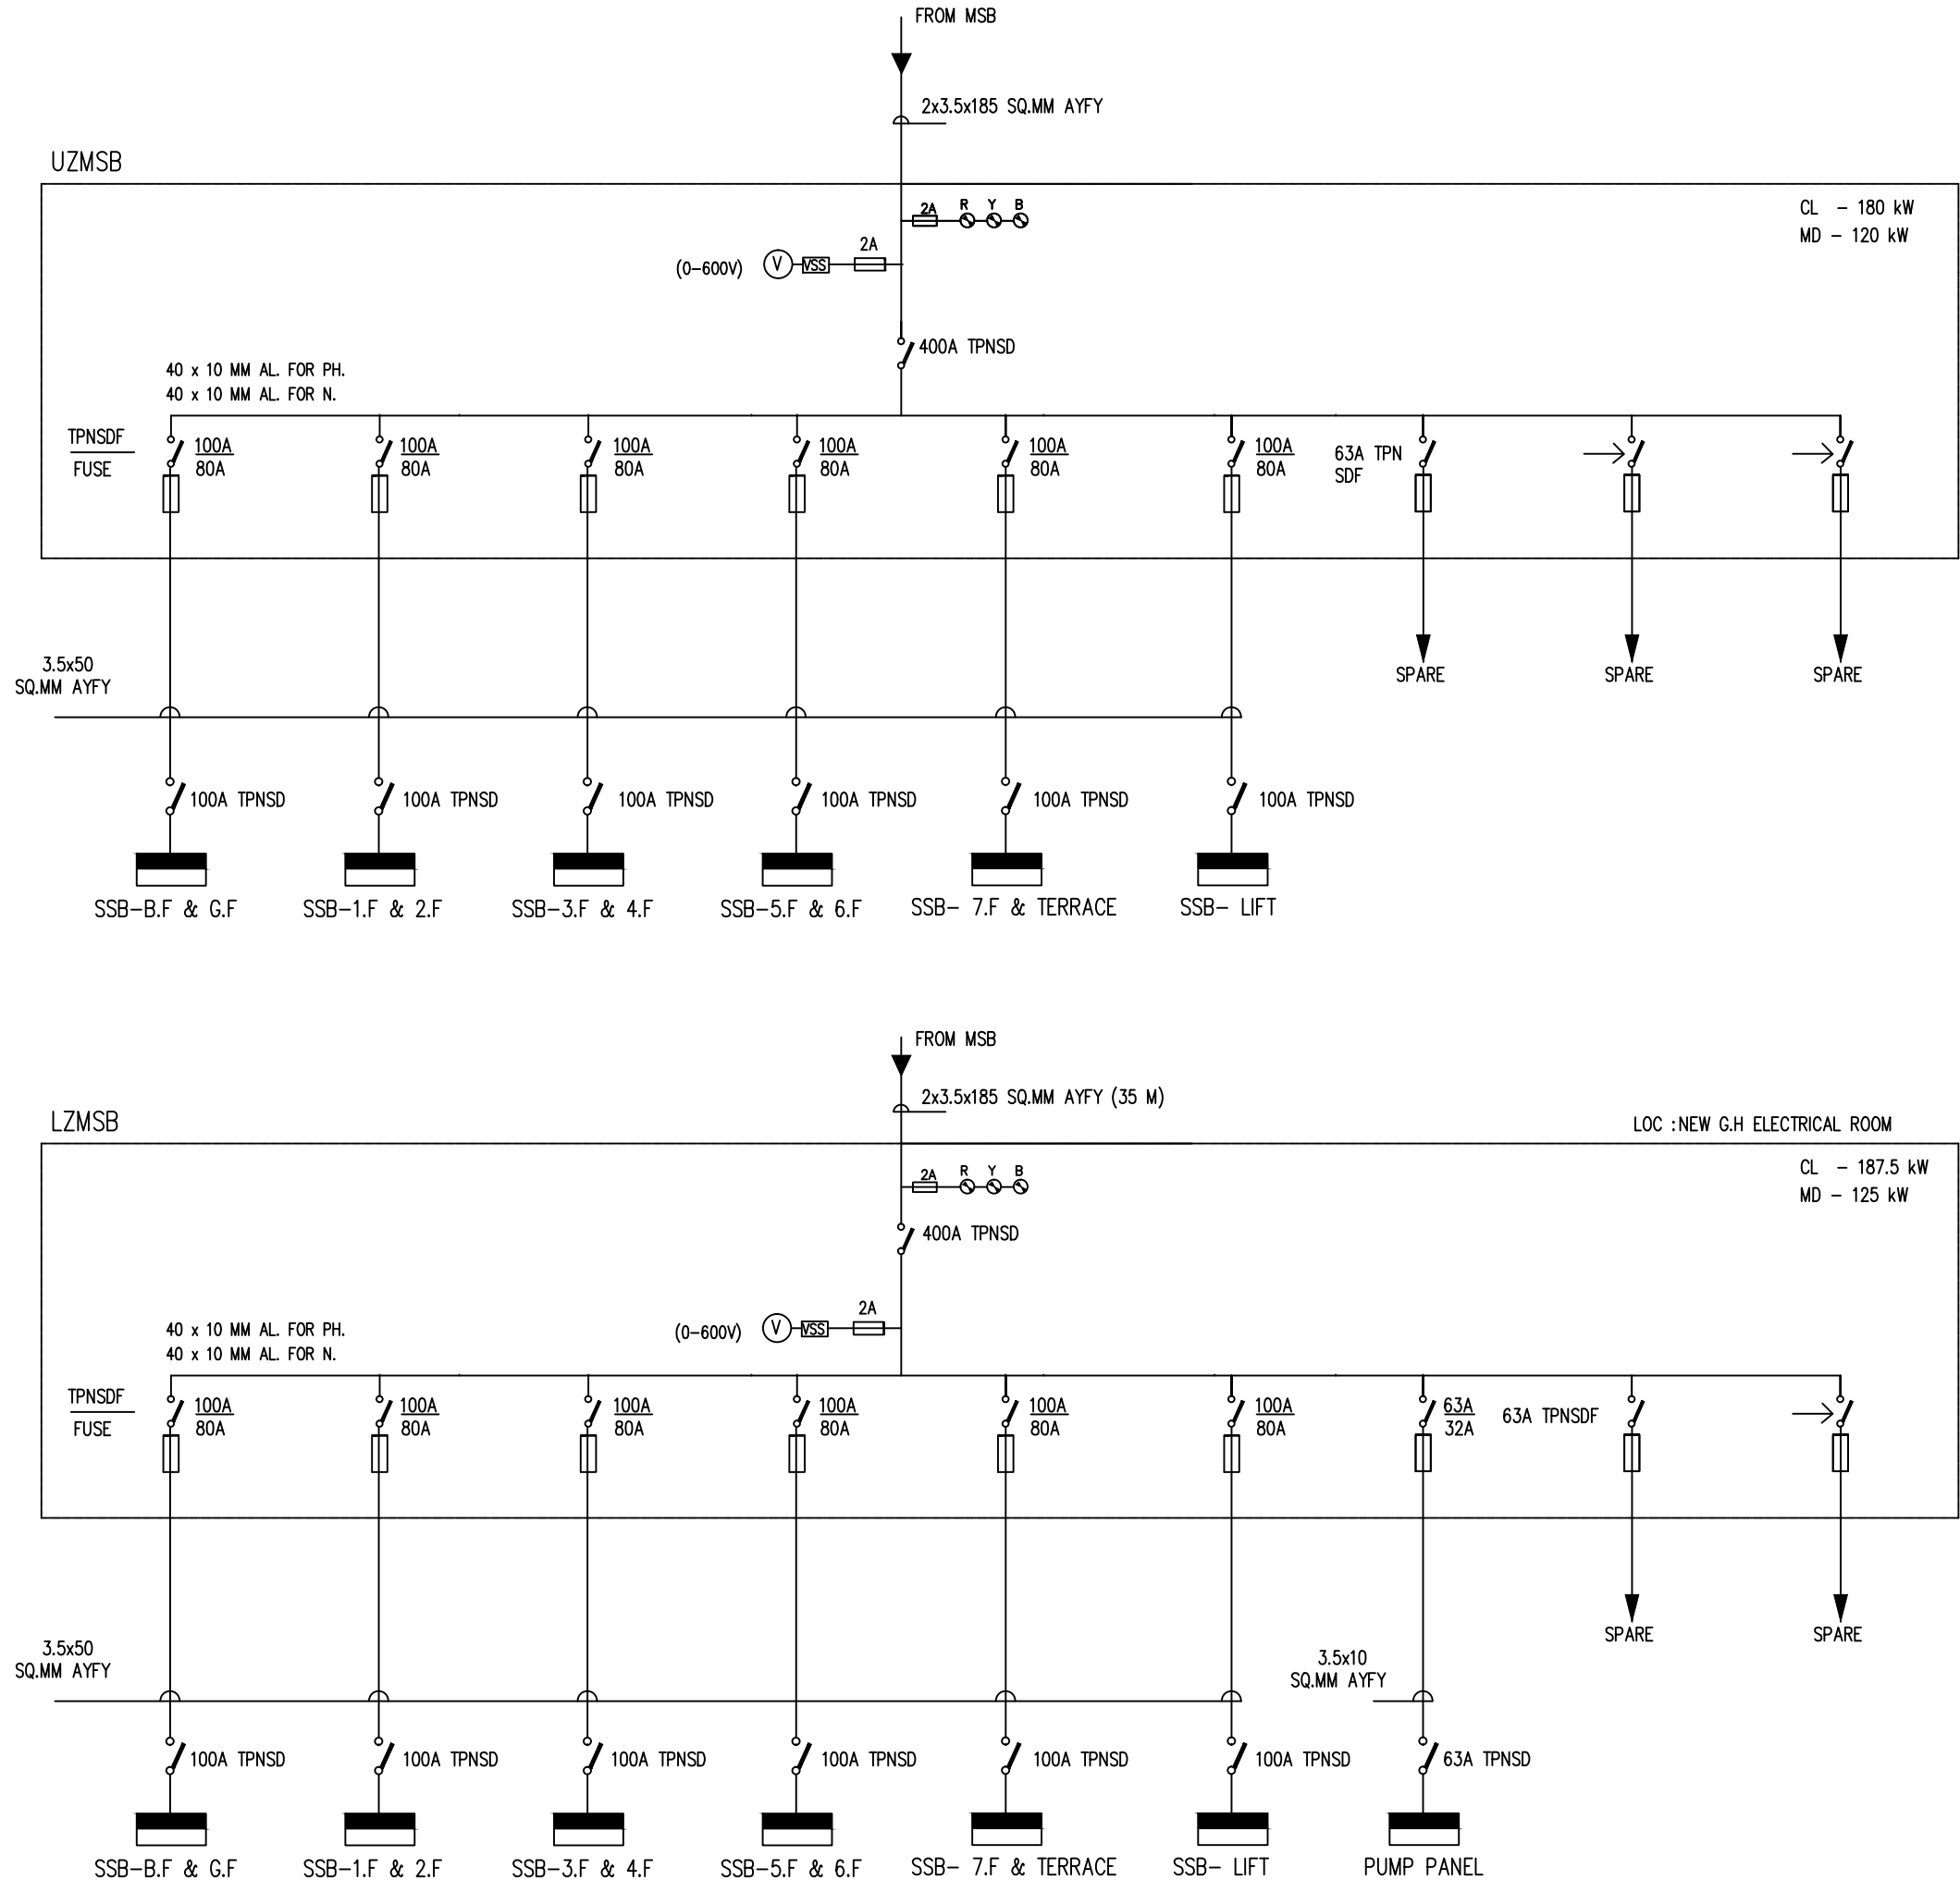 FROM MSB
2x3.5x185 SQ.MM AYFY
UZMSB
2A R Y B
CL – 180 kW
MD – 120 kW
(0–600V) V VSS 2A
400A TPNSD
40 x 10 MM AL. FOR PH.
40 x 10 MM AL. FOR N.
TPNSDF
FUSE
100A
80A
100A
80A
100A
80A
100A
80A
100A
80A
100A
80A
63A TPN
SDF
SPARE
SPARE
SPARE
3.5x50
SQ.MM AYFY
100A TPNSD
100A TPNSD
100A TPNSD
100A TPNSD
100A TPNSD
100A TPNSD
SSB–B.F & G.F
SSB–1.F & 2.F
SSB–3.F & 4.F
SSB–5.F & 6.F
SSB– 7.F & TERRACE
SSB– LIFT
FROM MSB
2x3.5x185 SQ.MM AYFY (35 M)
LZMSB
LOC :NEW G.H ELECTRICAL ROOM
2A R Y B
CL – 187.5 kW
MD – 125 kW
400A TPNSD
(0–600V) V VSS 2A
40 x 10 MM AL. FOR PH.
40 x 10 MM AL. FOR N.
TPNSDF
FUSE
100A
80A
100A
80A
100A
80A
100A
80A
100A
80A
100A
80A
63A
32A
63A TPNSDF
SPARE
SPARE
3.5x50
SQ.MM AYFY
3.5x10
SQ.MM AYFY
100A TPNSD
100A TPNSD
100A TPNSD
100A TPNSD
100A TPNSD
100A TPNSD
63A TPNSD
SSB–B.F & G.F
SSB–1.F & 2.F
SSB–3.F & 4.F
SSB–5.F & 6.F
SSB– 7.F & TERRACE
SSB– LIFT
PUMP PANEL